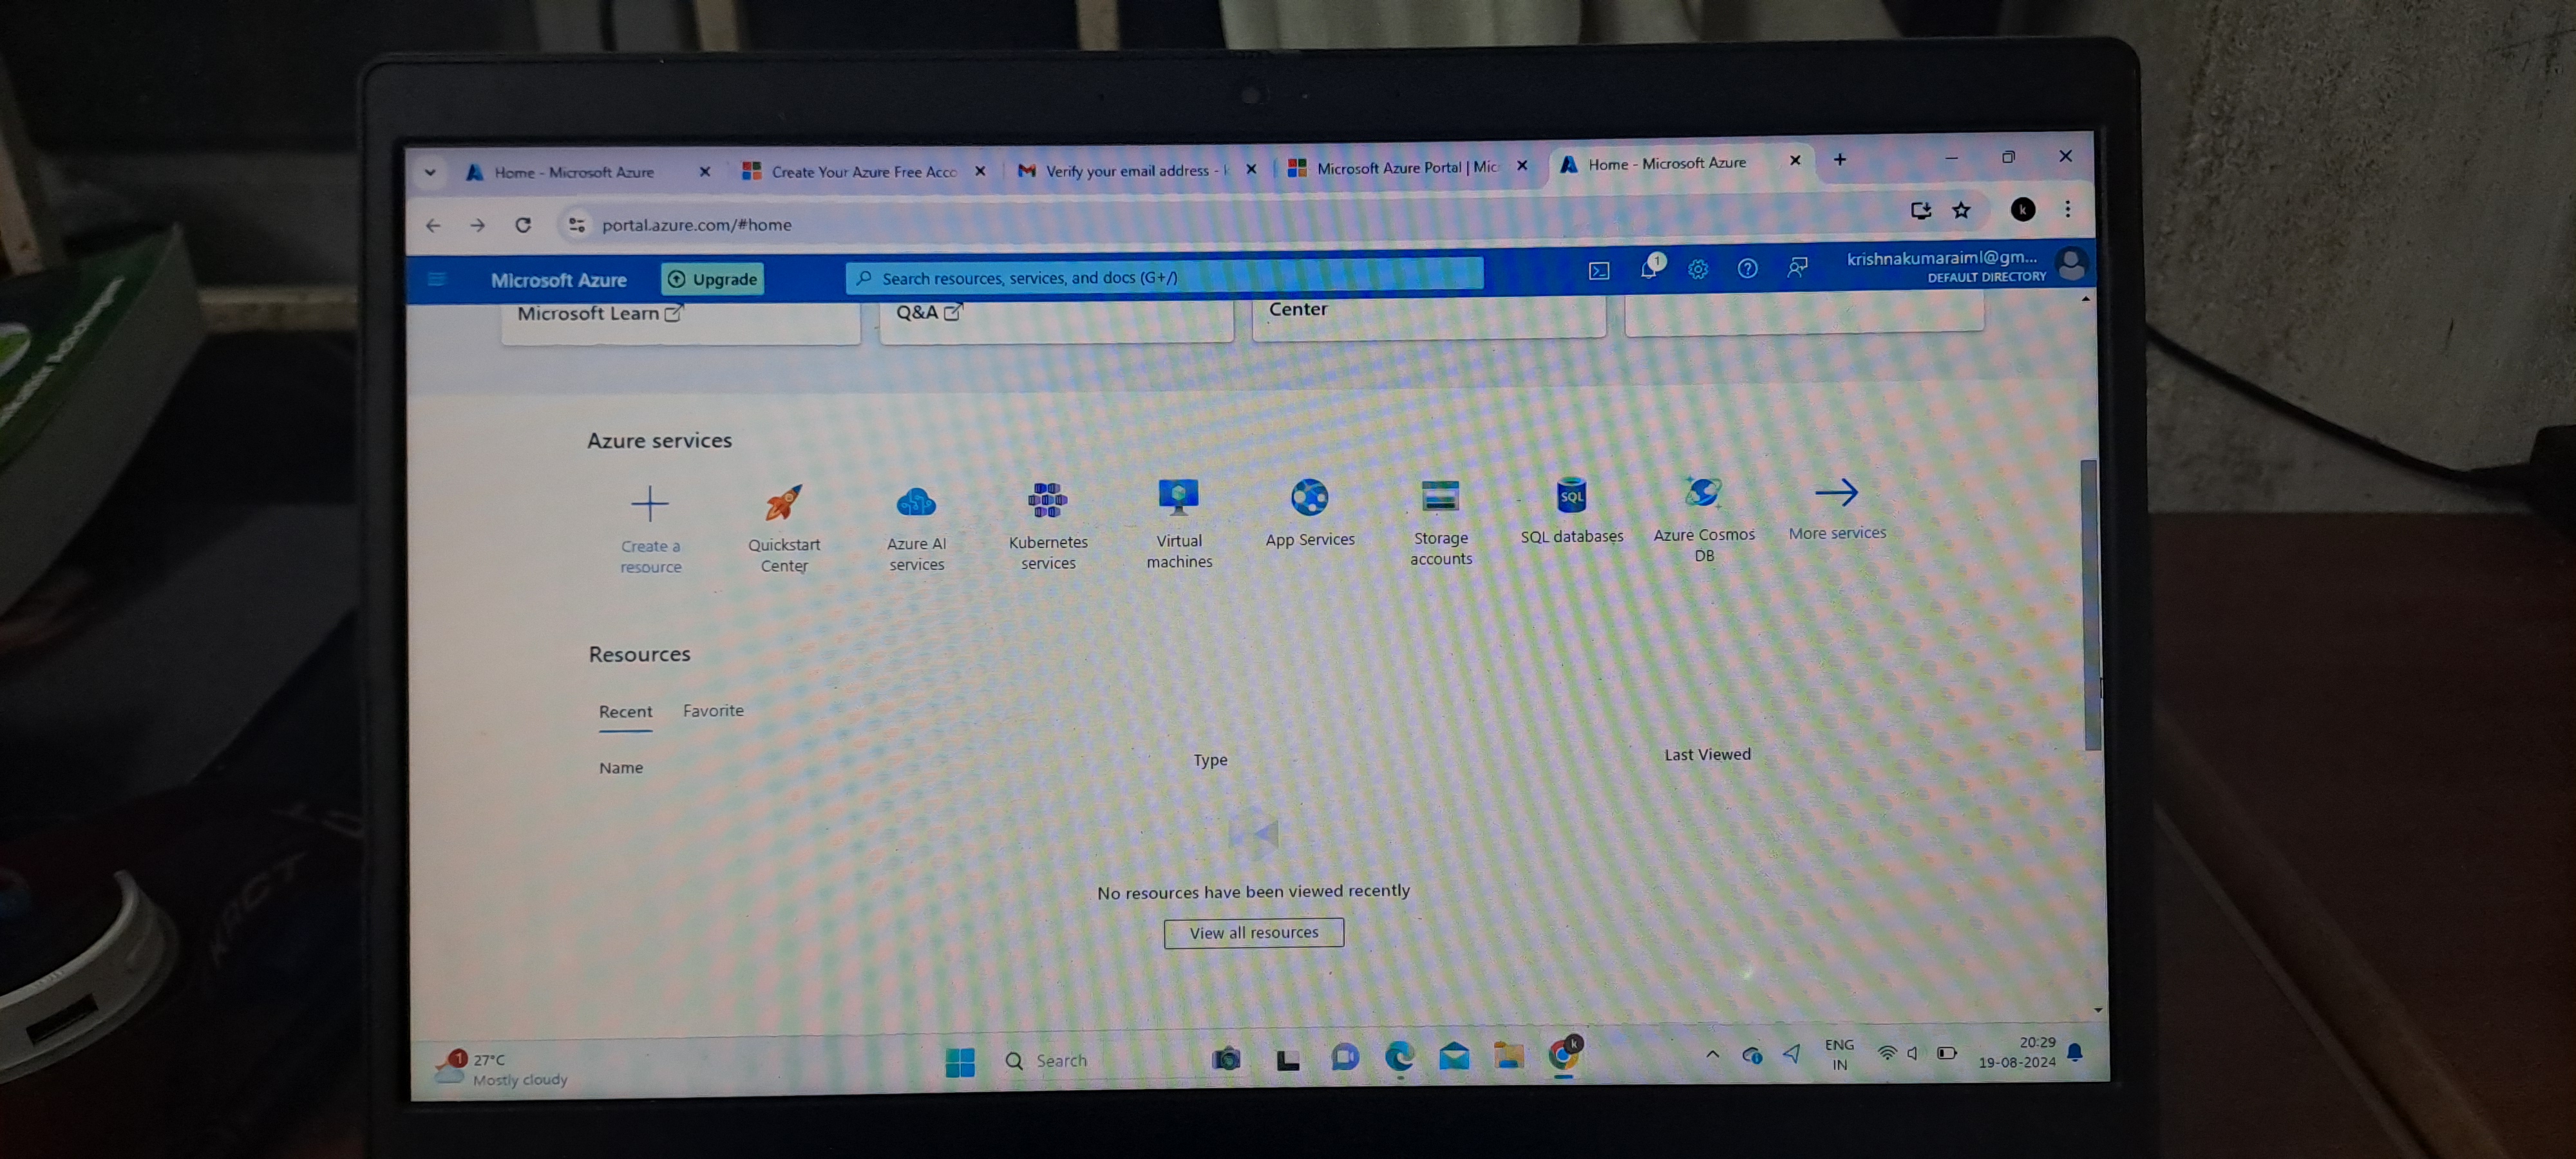 Home - Microsoft Azure
Create Your Azure Free Acco
Verify your email address -
Microsoft Azure Portal | Mic
Home - Microsoft Azure
portal.azure.com/#home
k
Microsoft Azure
Upgrade
Search resources, services, and docs (G+/)
1
krishnakumaraiml@gm...
DEFAULT DIRECTORY
Microsoft Learn
Q&A
Center
Azure services
Create a
resource
Quickstart
Center
Azure AI
services
Kubernetes
services
Virtual
machines
App Services
Storage
accounts
SQL
SQL databases
Azure Cosmos
DB
More services
Resources
Recent
Favorite
Name
Type
Last Viewed
No resources have been viewed recently
View all resources
1
27°C
Mostly cloudy
Search
k
ENG
IN
20:29
19-08-2024